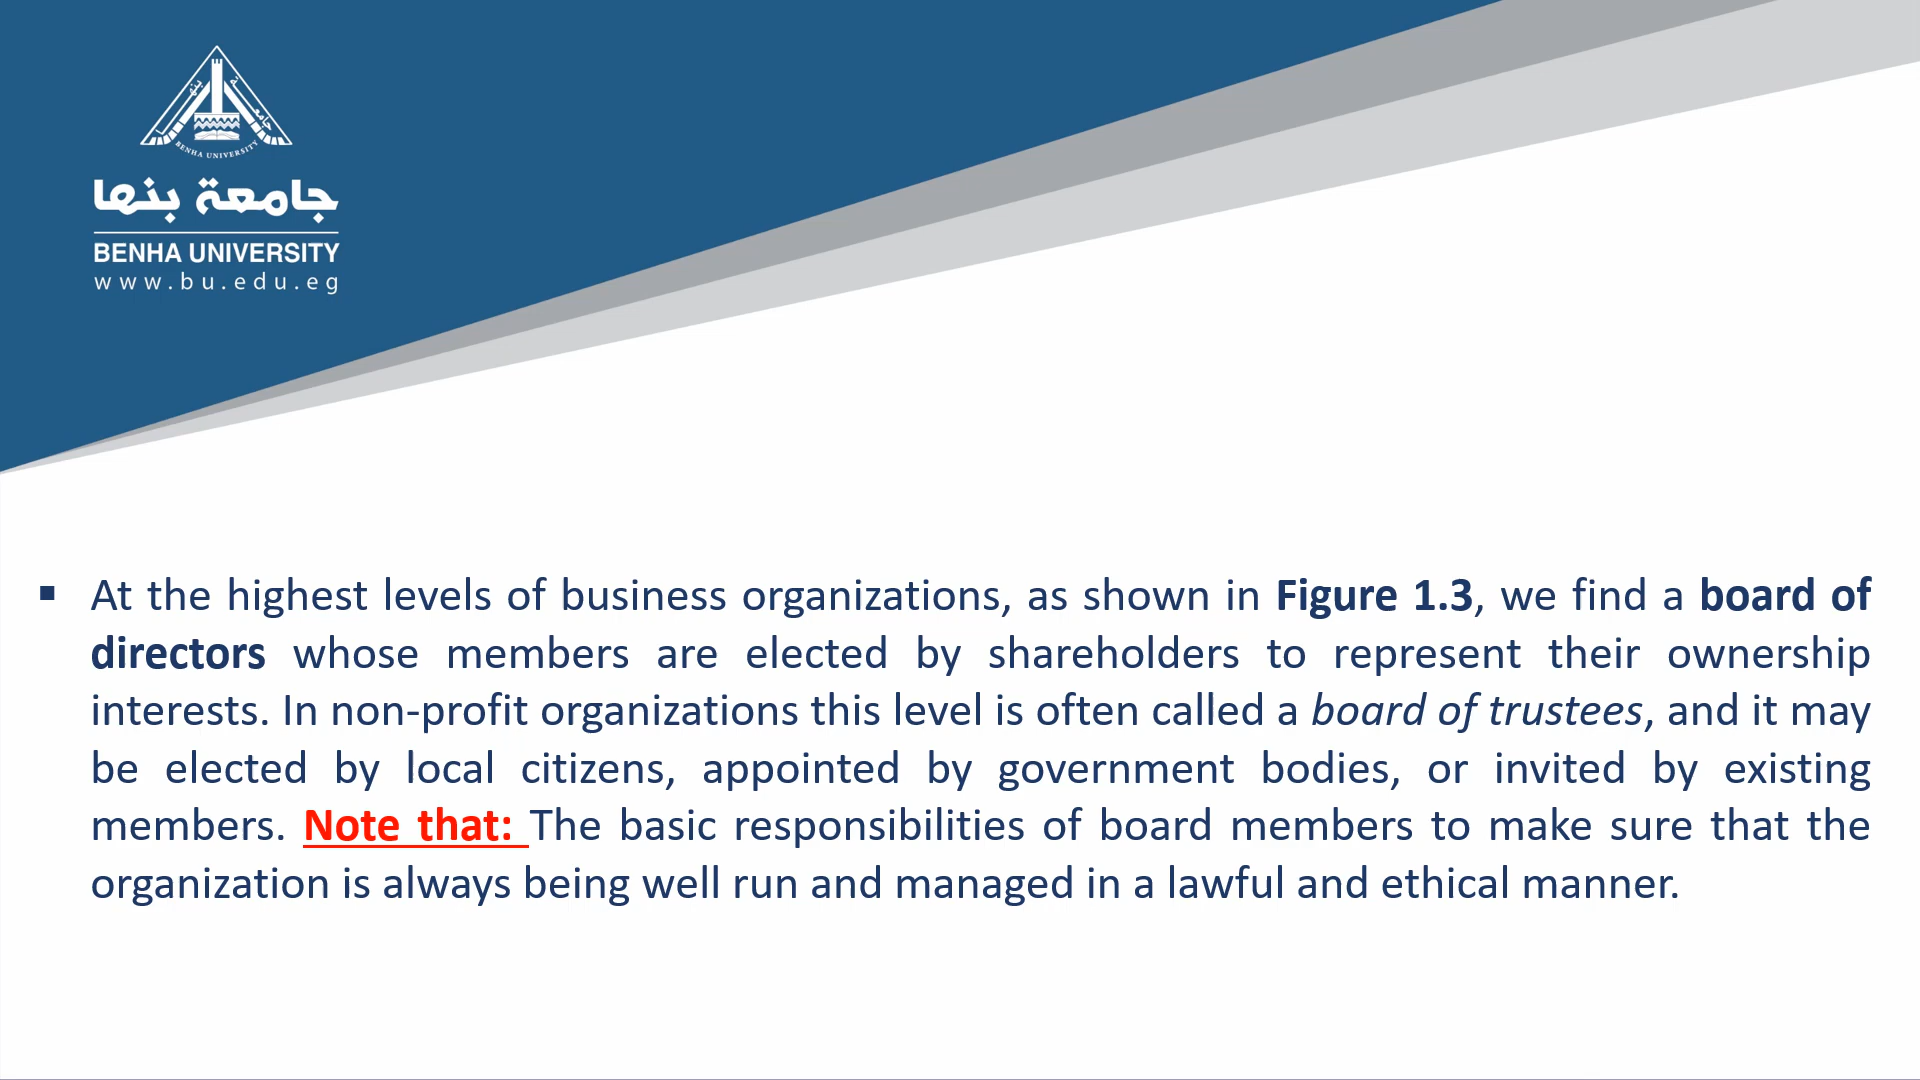 BENHA UNIVERSITY
جامعة بنها
BENHA UNIVERSITY
www.bu.edu.eg
▪ At the highest levels of business organizations, as shown in Figure 1.3, we find a board of
directors whose members are elected by shareholders to represent their ownership
interests. In non-profit organizations this level is often called a board of trustees, and it may
be elected by local citizens, appointed by government bodies, or invited by existing
members. Note that: The basic responsibilities of board members to make sure that the
organization is always being well run and managed in a lawful and ethical manner.